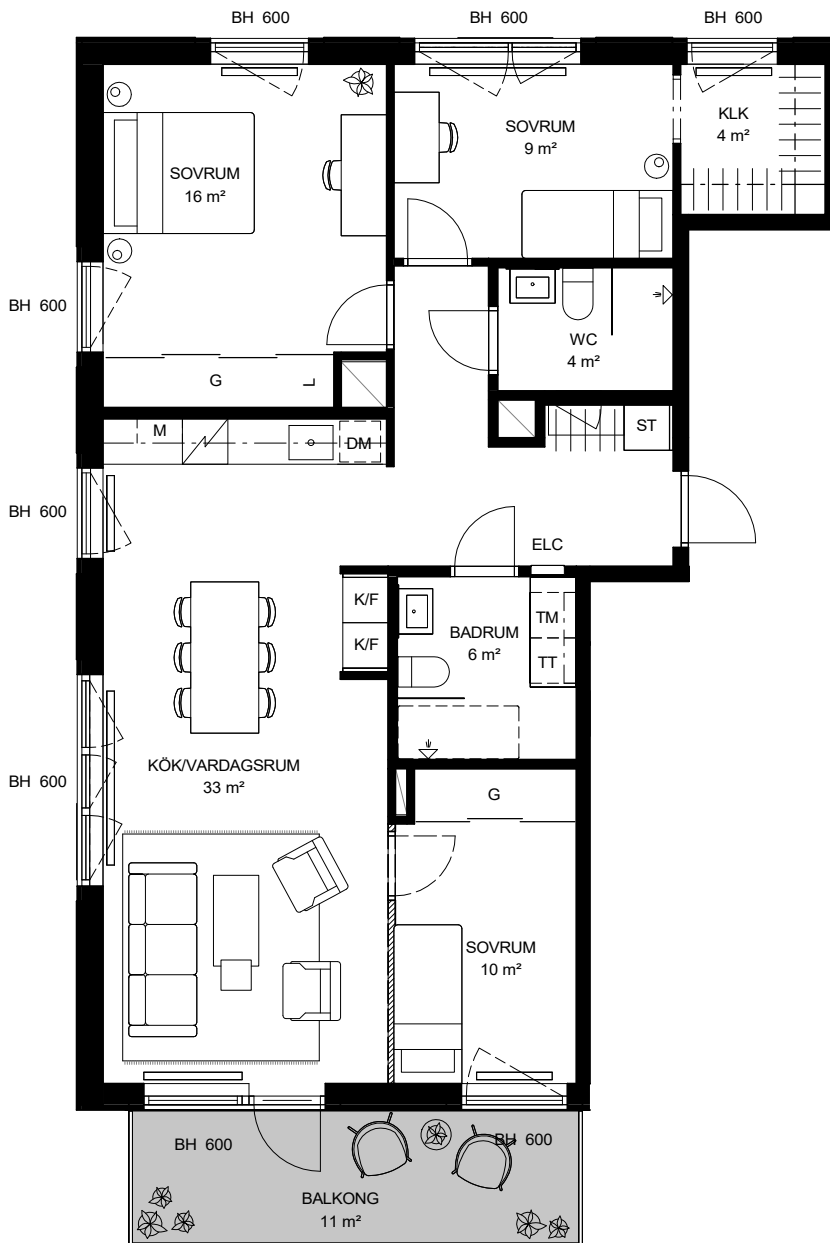 BH 600
BH 600
BH 600
SOVRUM
16 m²
SOVRUM
9 m²
KLK
4 m²
BH 600
WC
4 m²
G
L
M
DM
ST
BH 600
ELC
K/F
K/F
BADRUM
6 m²
TM
TT
KÖK/VARDAGSRUM
33 m²
BH 600
G
SOVRUM
10 m²
BH 600
BH 600
BALKONG
11 m²